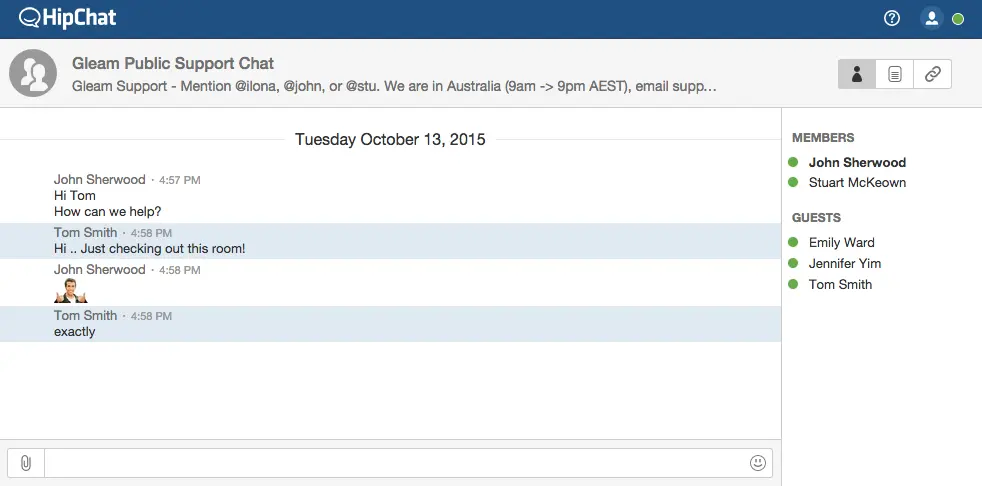 HipChat
Gleam Public Support Chat
Gleam Support - Mention @ilona, @john, or @stu. We are in Australia (9am -> 9pm AEST), email supp…
Tuesday October 13, 2015
John Sherwood · 4:57 PM
Hi Tom
How can we help?
Tom Smith · 4:58 PM
Hi .. Just checking out this room!
John Sherwood · 4:58 PM
Tom Smith · 4:58 PM
exactly
MEMBERS
John Sherwood
Stuart McKeown
GUESTS
Emily Ward
Jennifer Yim
Tom Smith